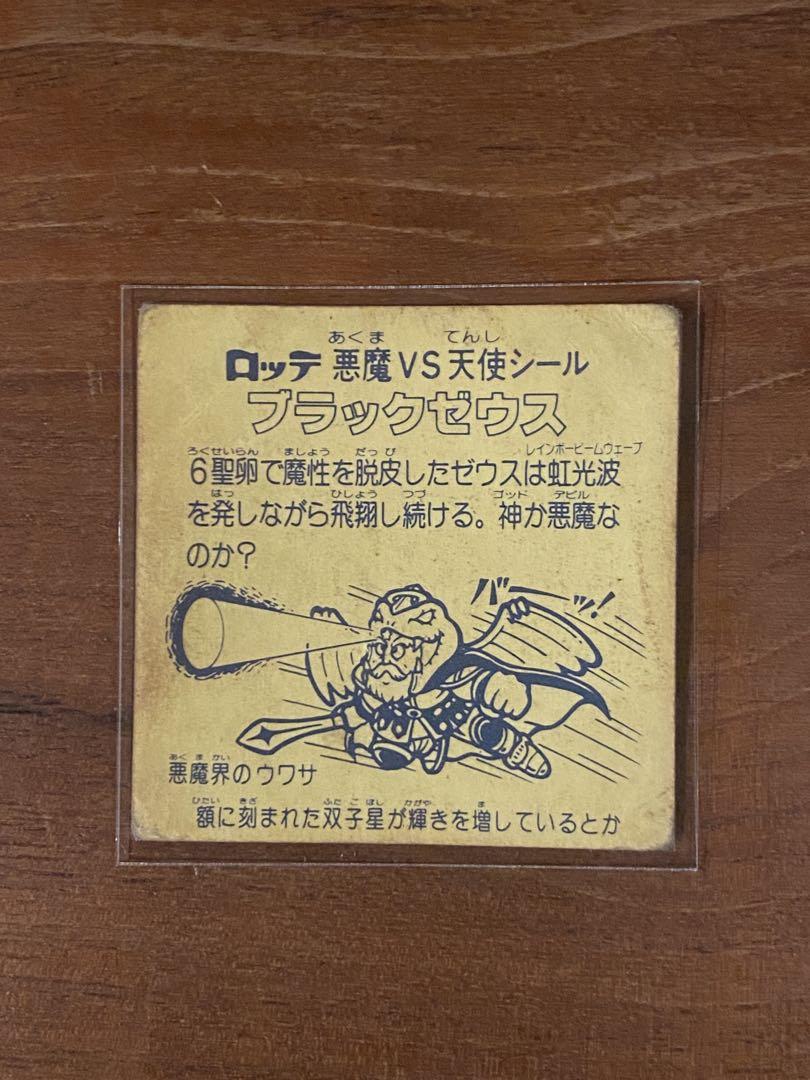 あくま てんし
ロッテ 悪魔VS天使シール
ブラックゼウス
ろくせいらん ましょう だっぴ レインボービームウェーブ
6聖卵で魔性を脱皮したゼウスは虹光波
はっ ひしょう つづ ゴッド デビル
を発しながら飛翔し続ける。神か悪魔な
のか?
バッ!
あくまかい
悪魔界のウワサ
ひたい きざ ふたごぼし かがや ま
額に刻まれた双子星が輝きを増しているとか